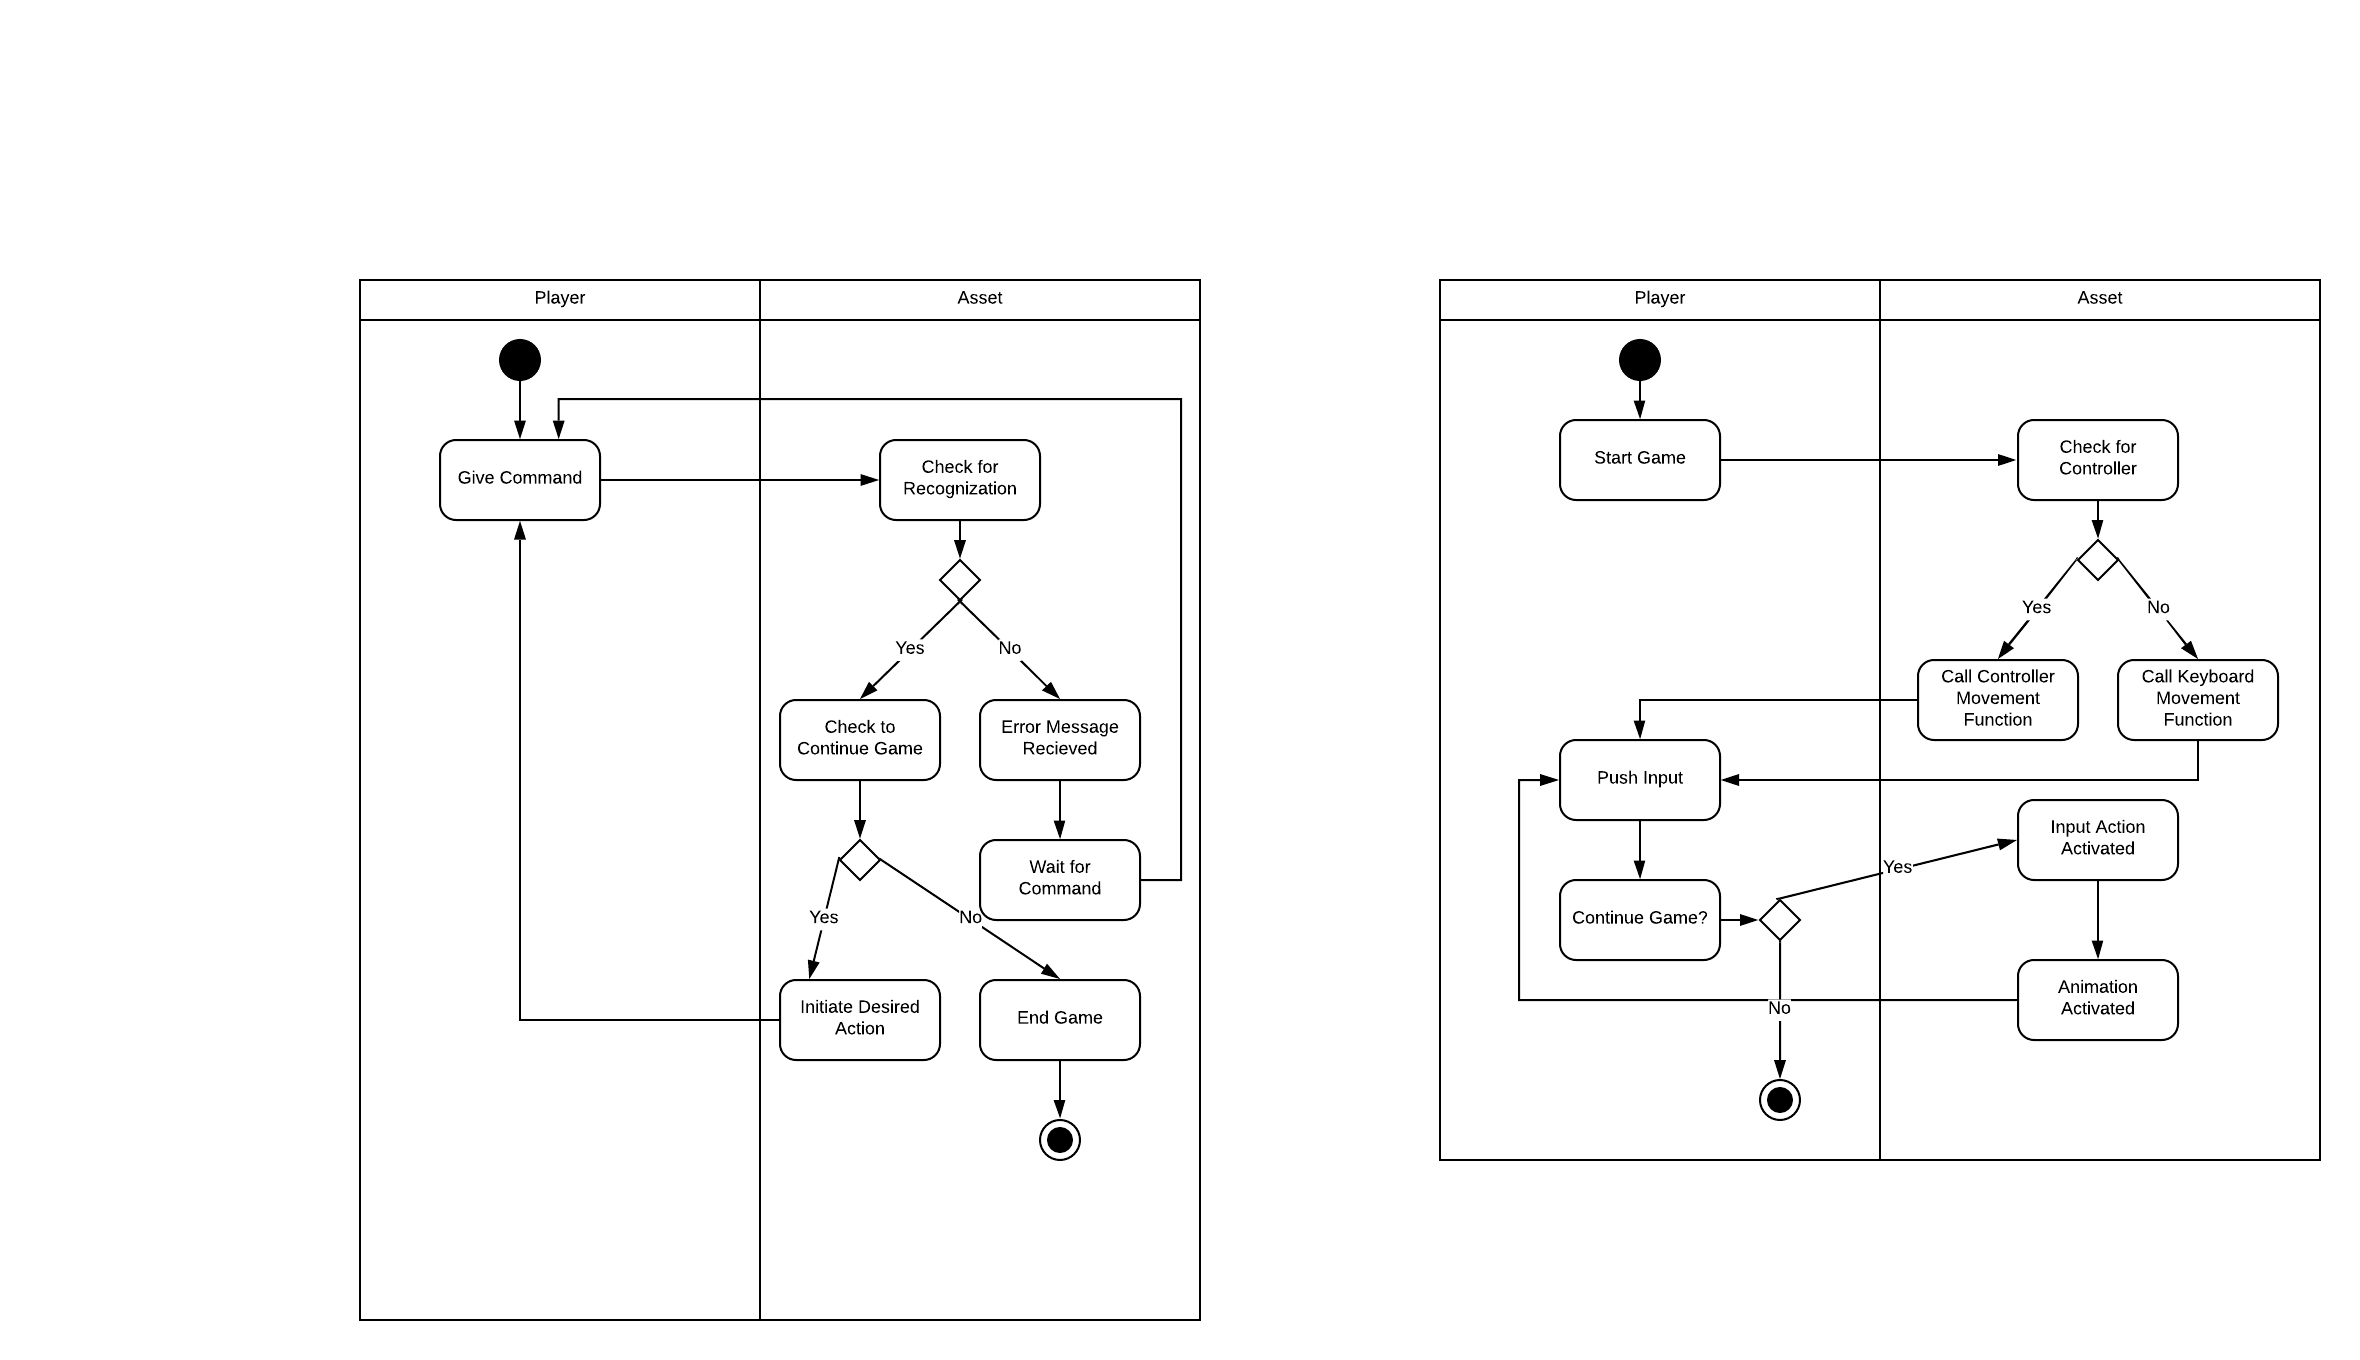 Player
Asset
Give Command
Check for
Recognization
Yes
No
Check to
Continue Game
Error Message
Recieved
Wait for
Command
Yes
No
Initiate Desired
Action
End Game
Player
Asset
Start Game
Check for
Controller
Yes
No
Call Controller
Movement
Function
Call Keyboard
Movement
Function
Push Input
Input Action
Activated
Yes
Continue Game?
No
Animation
Activated